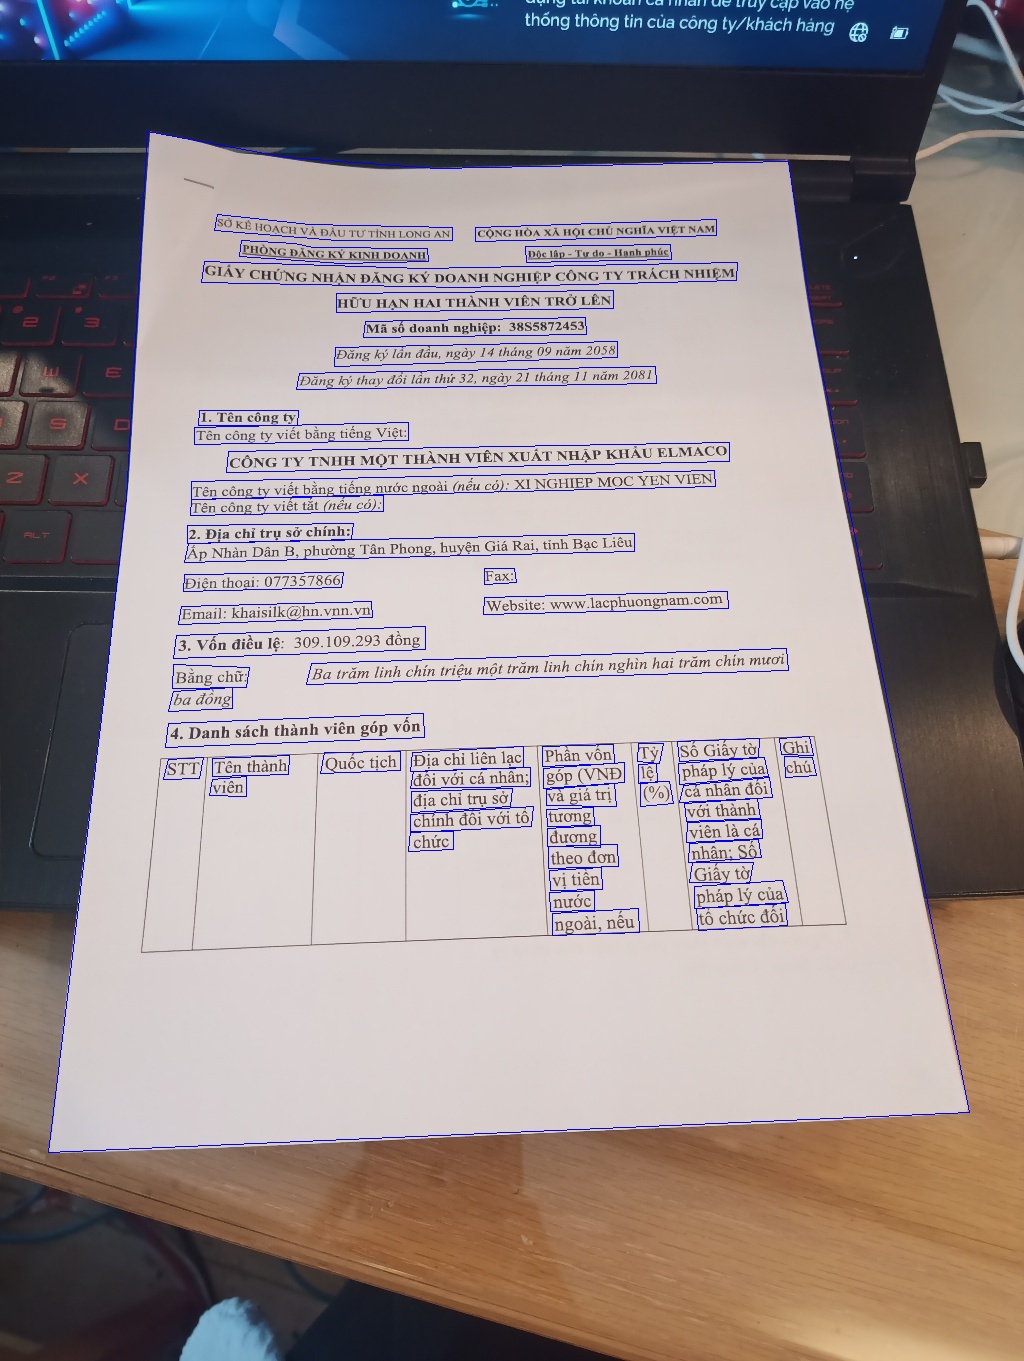 dụng tài khoản cá nhân để truy cập vào hệ
thống thông tin của công ty/khách hàng
SỞ KẾ HOẠCH VÀ ĐẦU TƯ TỈNH LONG AN
CỘNG HÒA XÃ HỘI CHỦ NGHĨA VIỆT NAM
PHÒNG ĐĂNG KÝ KINH DOANH
Độc lập - Tự do - Hạnh phúc
GIẤY CHỨNG NHẬN ĐĂNG KÝ DOANH NGHIỆP CÔNG TY TRÁCH NHIỆM
HỮU HẠN HAI THÀNH VIÊN TRỞ LÊN
Mã số doanh nghiệp: 38S5872453
Đăng ký lần đầu, ngày 14 tháng 09 năm 2058
Đăng ký thay đổi lần thứ 32, ngày 21 tháng 11 năm 2081
1. Tên công ty
Tên công ty viết bằng tiếng Việt:
CÔNG TY TNHH MỘT THÀNH VIÊN XUẤT NHẬP KHẨU ELMACO
Tên công ty viết bằng tiếng nước ngoài (nếu có): XI NGHIEP MOC YEN VIEN
Tên công ty viết tắt (nếu có):
2. Địa chỉ trụ sở chính:
Ấp Nhàn Dân B, phường Tân Phong, huyện Giá Rai, tỉnh Bạc Liêu
Điện thoại: 077357866
Fax:
Email: khaisilk@hn.vnn.vn
Website: www.lacphuongnam.com
3. Vốn điều lệ: 309.109.293 đồng
Bằng chữ: Ba trăm linh chín triệu một trăm linh chín nghìn hai trăm chín mươi
ba đồng
4. Danh sách thành viên góp vốn
STT
Tên thành
viên
Quốc tịch
Địa chỉ liên lạc
đối với cá nhân;
địa chỉ trụ sở
chính đối với tổ
chức
Phần vốn
góp (VNĐ
và giá trị
tương
đương
theo đơn
vị tiền
nước
ngoài, nếu
Tỷ
lệ
(%)
Số Giấy tờ
pháp lý của
cá nhân đối
với thành
viên là cá
nhân; Số
Giấy tờ
pháp lý của
tổ chức đối
Ghi
chú
2
3
W
E
S
D
Z
X
ALT